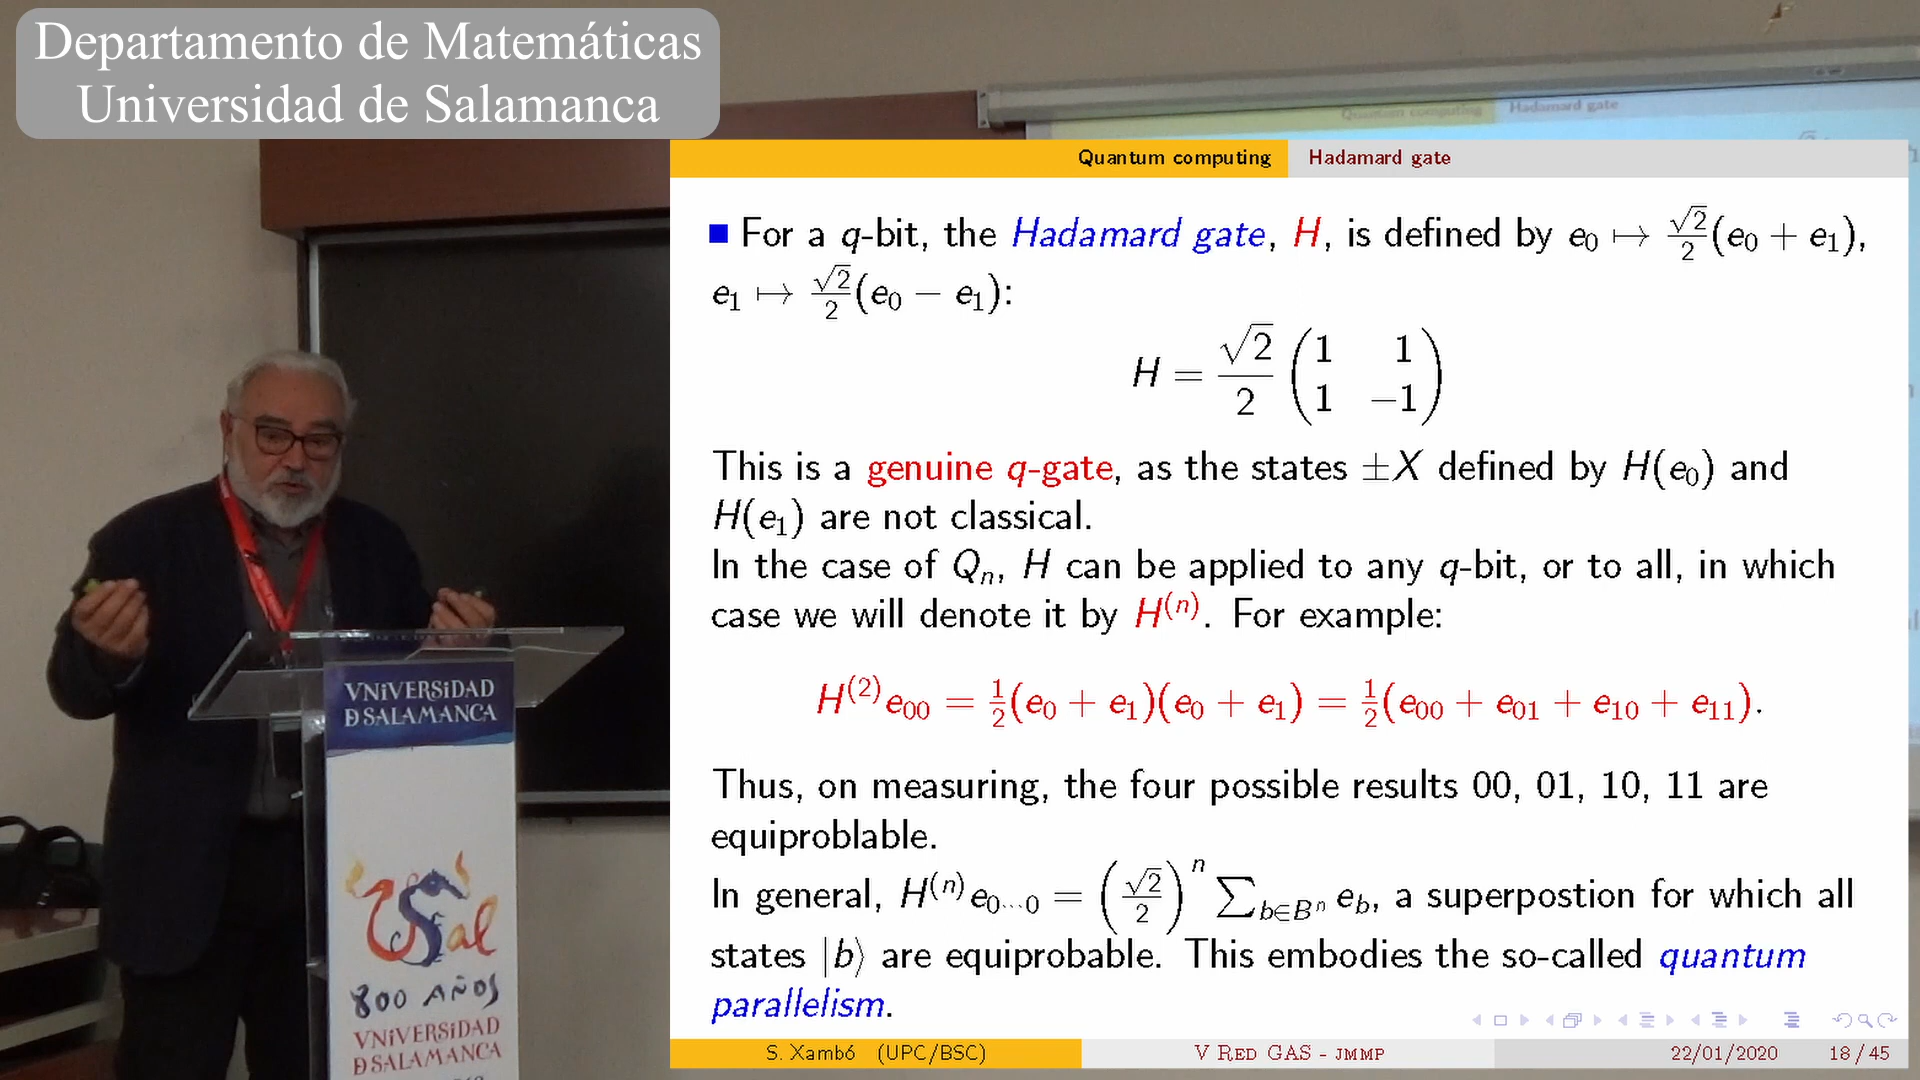 Departamento de Matemáticas
Universidad de Salamanca
Quantum computing Hadamard gate
Quantum computing Hadamard gate
■ For a q-bit, the Hadamard gate, H, is defined by e₀ ↦ √2/2 (e₀ + e₁),
e₁ ↦ √2/2 (e₀ − e₁):
H = √2/2 (1 1
1 −1)
This is a genuine q-gate, as the states ±X defined by H(e₀) and
H(e₁) are not classical.
In the case of Qₙ, H can be applied to any q-bit, or to all, in which
case we will denote it by H⁽ⁿ⁾. For example:
H⁽²⁾e₀₀ = ½(e₀ + e₁)(e₀ + e₁) = ½(e₀₀ + e₀₁ + e₁₀ + e₁₁).
Thus, on measuring, the four possible results 00, 01, 10, 11 are
equiproblable.
In general, H⁽ⁿ⁾e₀…₀ = (√2/2)ⁿ ∑_{b∈Bⁿ} e_b, a superpostion for which all
states |b⟩ are equiprobable. This embodies the so-called quantum
parallelism.
S. Xambó (UPC/BSC) V RED GAS - JMMP 22/01/2020 18 / 45
VNiVERSiDAD
D SALAMANCA
USal
800 AÑOS
VNiVERSiDAD
D SALAMANCA